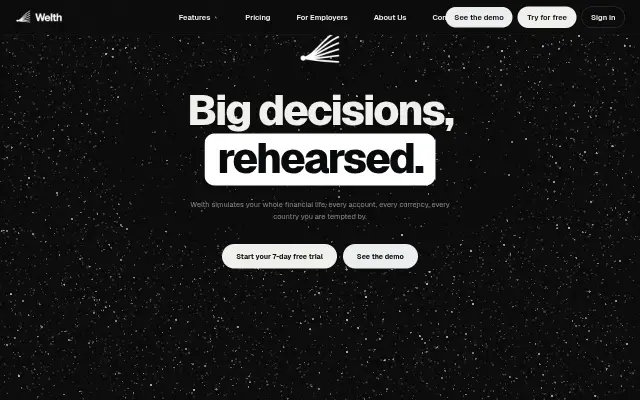 Welth
Features
Pricing
For Employers
About Us
See the demo
Try for free
Sign in
Big decisions,
rehearsed.
Welth simulates your whole financial life, every account, every currency, every
country you are tempted by.
Start your 7-day free trial
See the demo